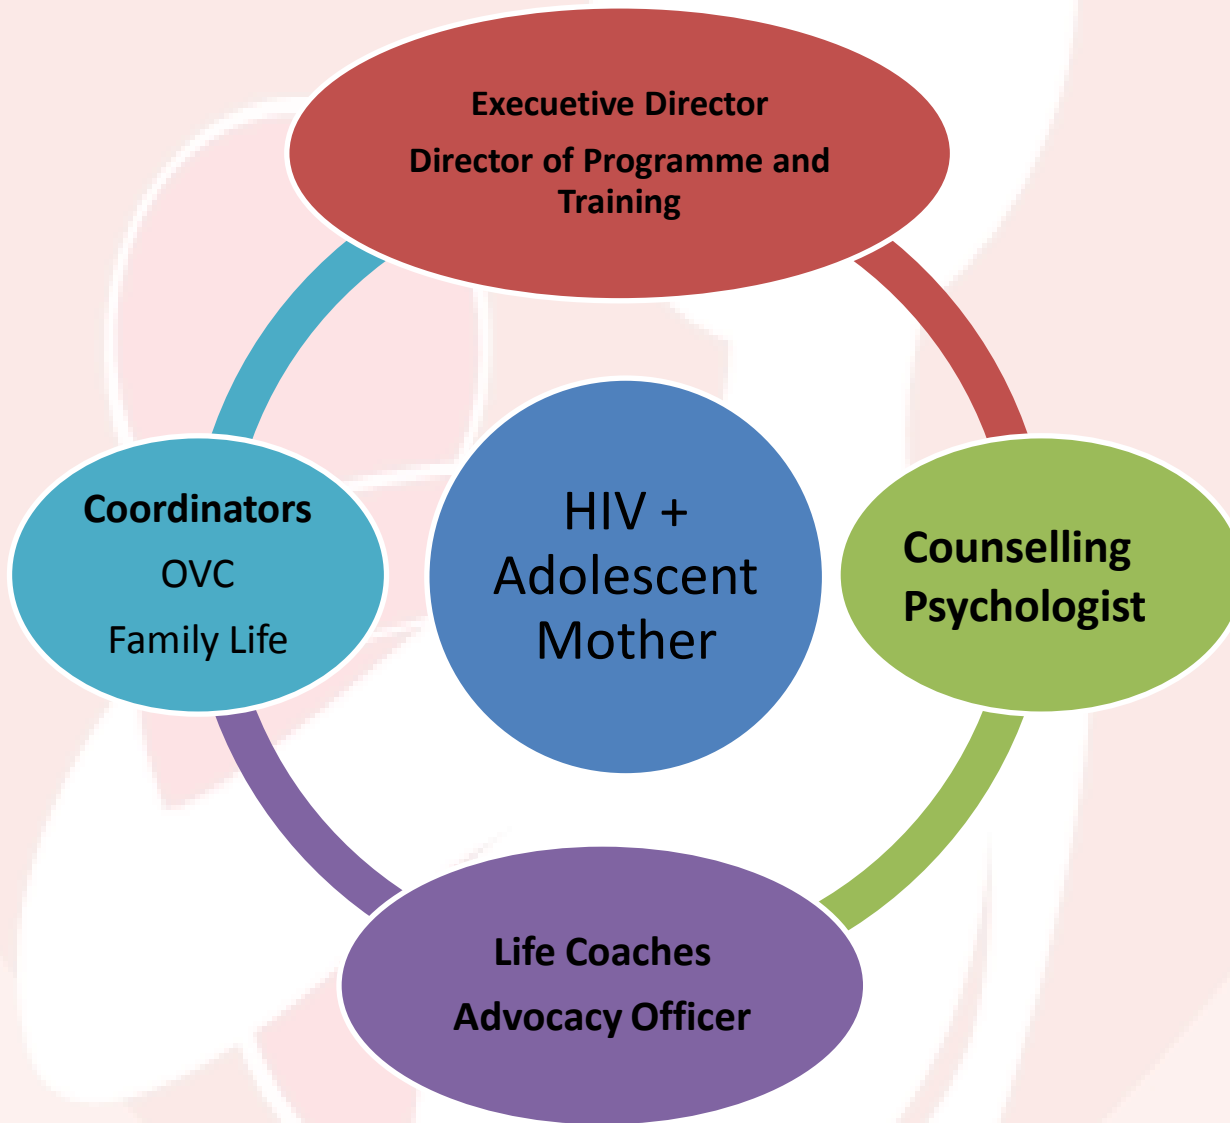 Execuetive Director
Director of Programme and
Training
Coordinators
OVC
Family Life
HIV +
Adolescent
Mother
Counselling
Psychologist
Life Coaches
Advocacy Officer